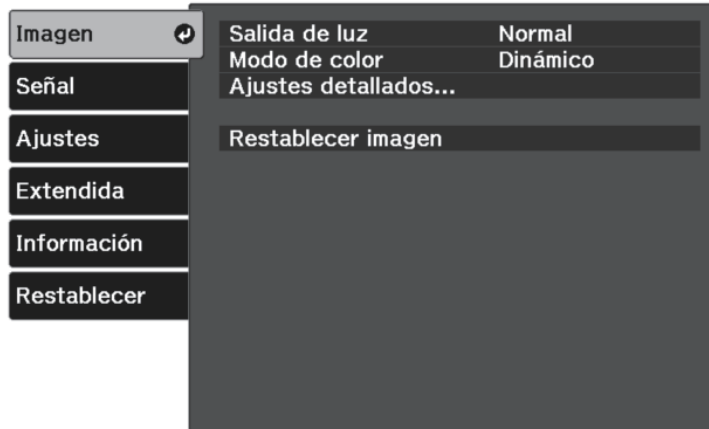 Imagen
Señal
Ajustes
Extendida
Información
Restablecer
Salida de luz Normal
Modo de color Dinámico
Ajustes detallados...
Restablecer imagen